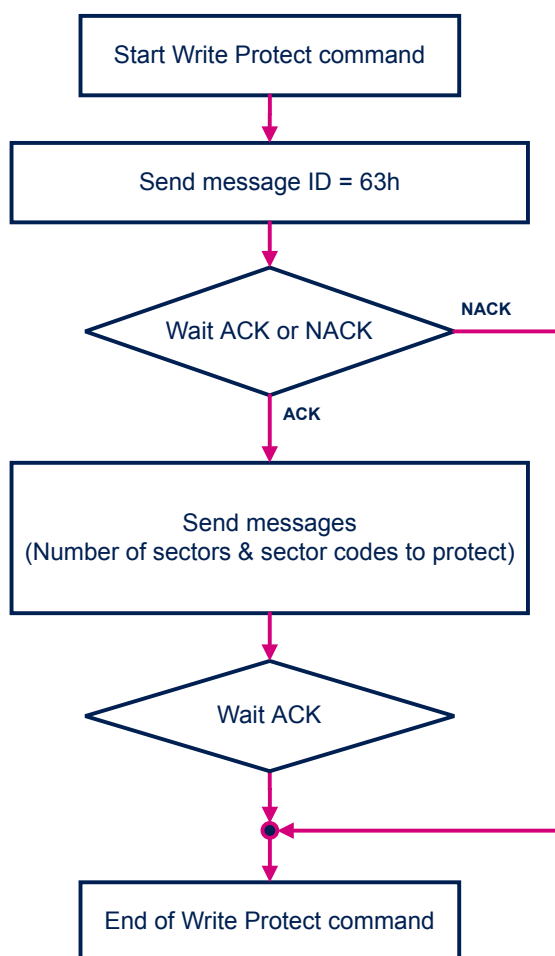 Start Write Protect command
Send message ID = 63h
Wait ACK or NACK
NACK
ACK
Send messages
(Number of sectors & sector codes to protect)
Wait ACK
End of Write Protect command